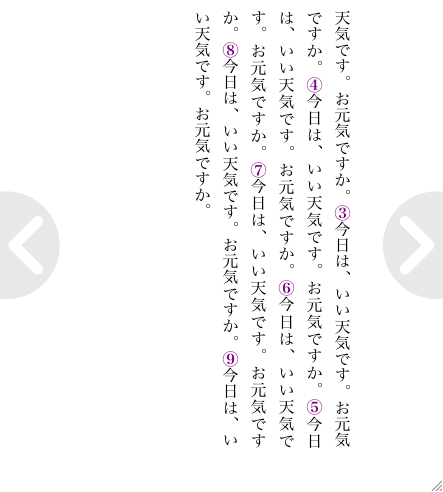 天気です。お元気ですか。③今日は、いい天気です。お元気
ですか。④今日は、いい天気です。お元気ですか。⑤今日
は、いい天気です。お元気ですか。⑥今日は、いい天気で
す。お元気ですか。⑦今日は、いい天気です。お元気です
か。⑧今日は、いい天気です。お元気ですか。⑨今日は、い
い天気です。お元気ですか。